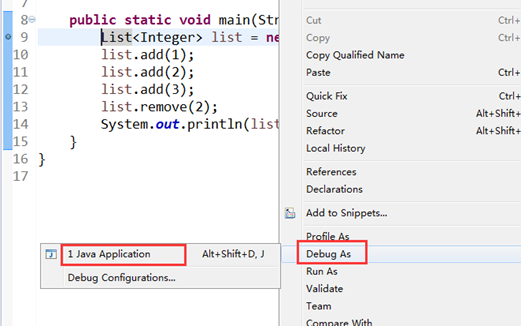 8 public static void main(Str
9 List<Integer> list = ne
10 list.add(1);
11 list.add(2);
12 list.add(3);
13 list.remove(2);
14 System.out.println(list
15 }
16 }
17
Cut Ctrl+
Copy Ctrl+
Copy Qualified Name
Paste Ctrl+
Quick Fix Ctrl+
Source Alt+Shift+
Refactor Alt+Shift+
Local History
References
Declarations
Add to Snippets...
Profile As
Debug As
Run As
Validate
Team
Compare With
1 Java Application Alt+Shift+D, J
Debug Configurations...